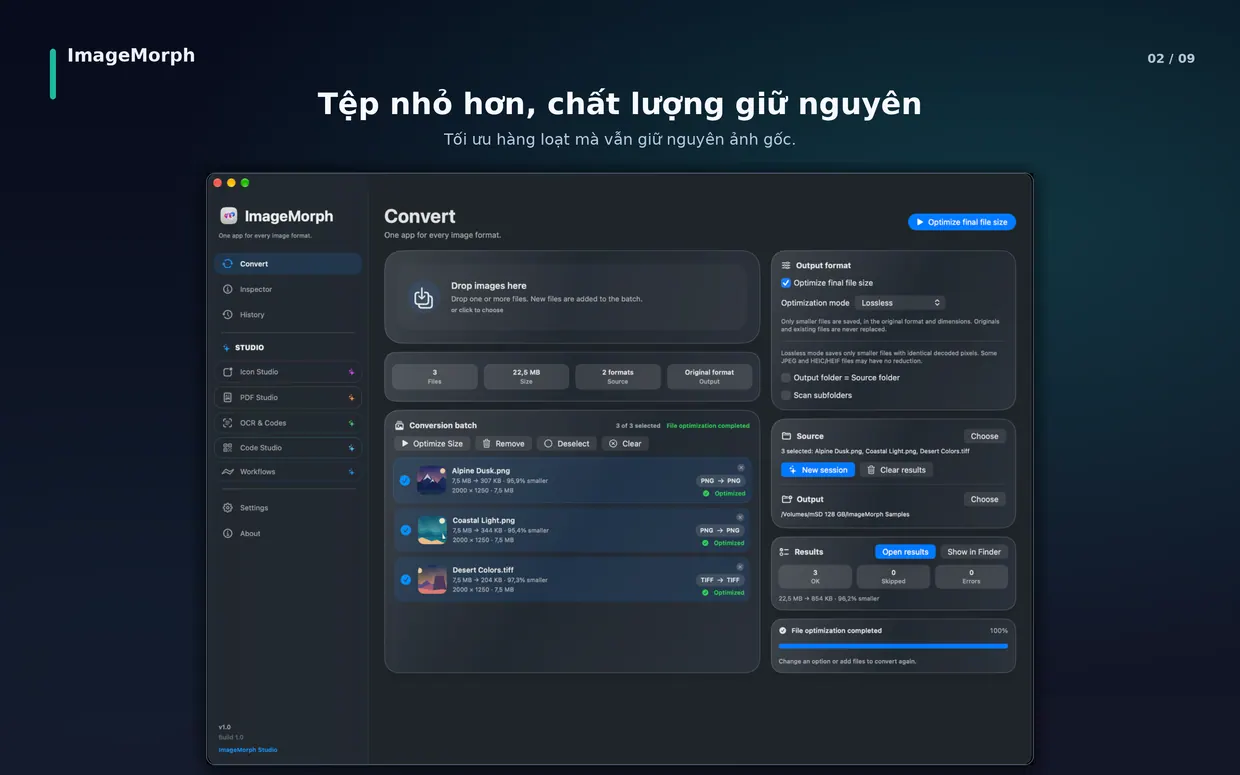 ImageMorph
02 / 09
Tệp nhỏ hơn, chất lượng giữ nguyên
Tối ưu hàng loạt mà vẫn giữ nguyên ảnh gốc.
ImageMorph
One app for every image format.
Convert
Inspector
History
STUDIO
Icon Studio
PDF Studio
OCR & Codes
Code Studio
Workflows
Settings
About
v1.0
Build 1.0
ImageMorph Studio
Convert
One app for every image format.
Optimize final file size
Drop images here
Drop one or more files. New files are added to the batch.
or click to choose
3
Files
22,5 MB
Size
2 formats
Source
Original format
Output
Conversion batch
3 of 3 selected
File optimization completed
Optimize Size
Remove
Deselect
Clear
Alpine Dusk.png
7,5 MB → 307 KB · 95,9% smaller
2000 × 1250 · 7,5 MB
PNG → PNG
Optimized
Coastal Light.png
7,5 MB → 344 KB · 95,4% smaller
2000 × 1250 · 7,5 MB
PNG → PNG
Optimized
Desert Colors.tiff
7,5 MB → 204 KB · 97,3% smaller
2000 × 1250 · 7,5 MB
TIFF → TIFF
Optimized
Output format
Optimize final file size
Optimization mode
Lossless
Only smaller files are saved, in the original format and dimensions. Originals
and existing files are never replaced.
Lossless mode saves only smaller files with identical decoded pixels. Some
JPEG and HEIC/HEIF files may have no reduction.
Output folder = Source folder
Scan subfolders
Source
Choose
3 selected: Alpine Dusk.png, Coastal Light.png, Desert Colors.tiff
New session
Clear results
Output
Choose
/Volumes/mSD 128 GB/ImageMorph Samples
Results
Open results
Show in Finder
3
OK
0
Skipped
0
Errors
22,5 MB → 854 KB · 96,2% smaller
File optimization completed
100%
Change an option or add files to convert again.